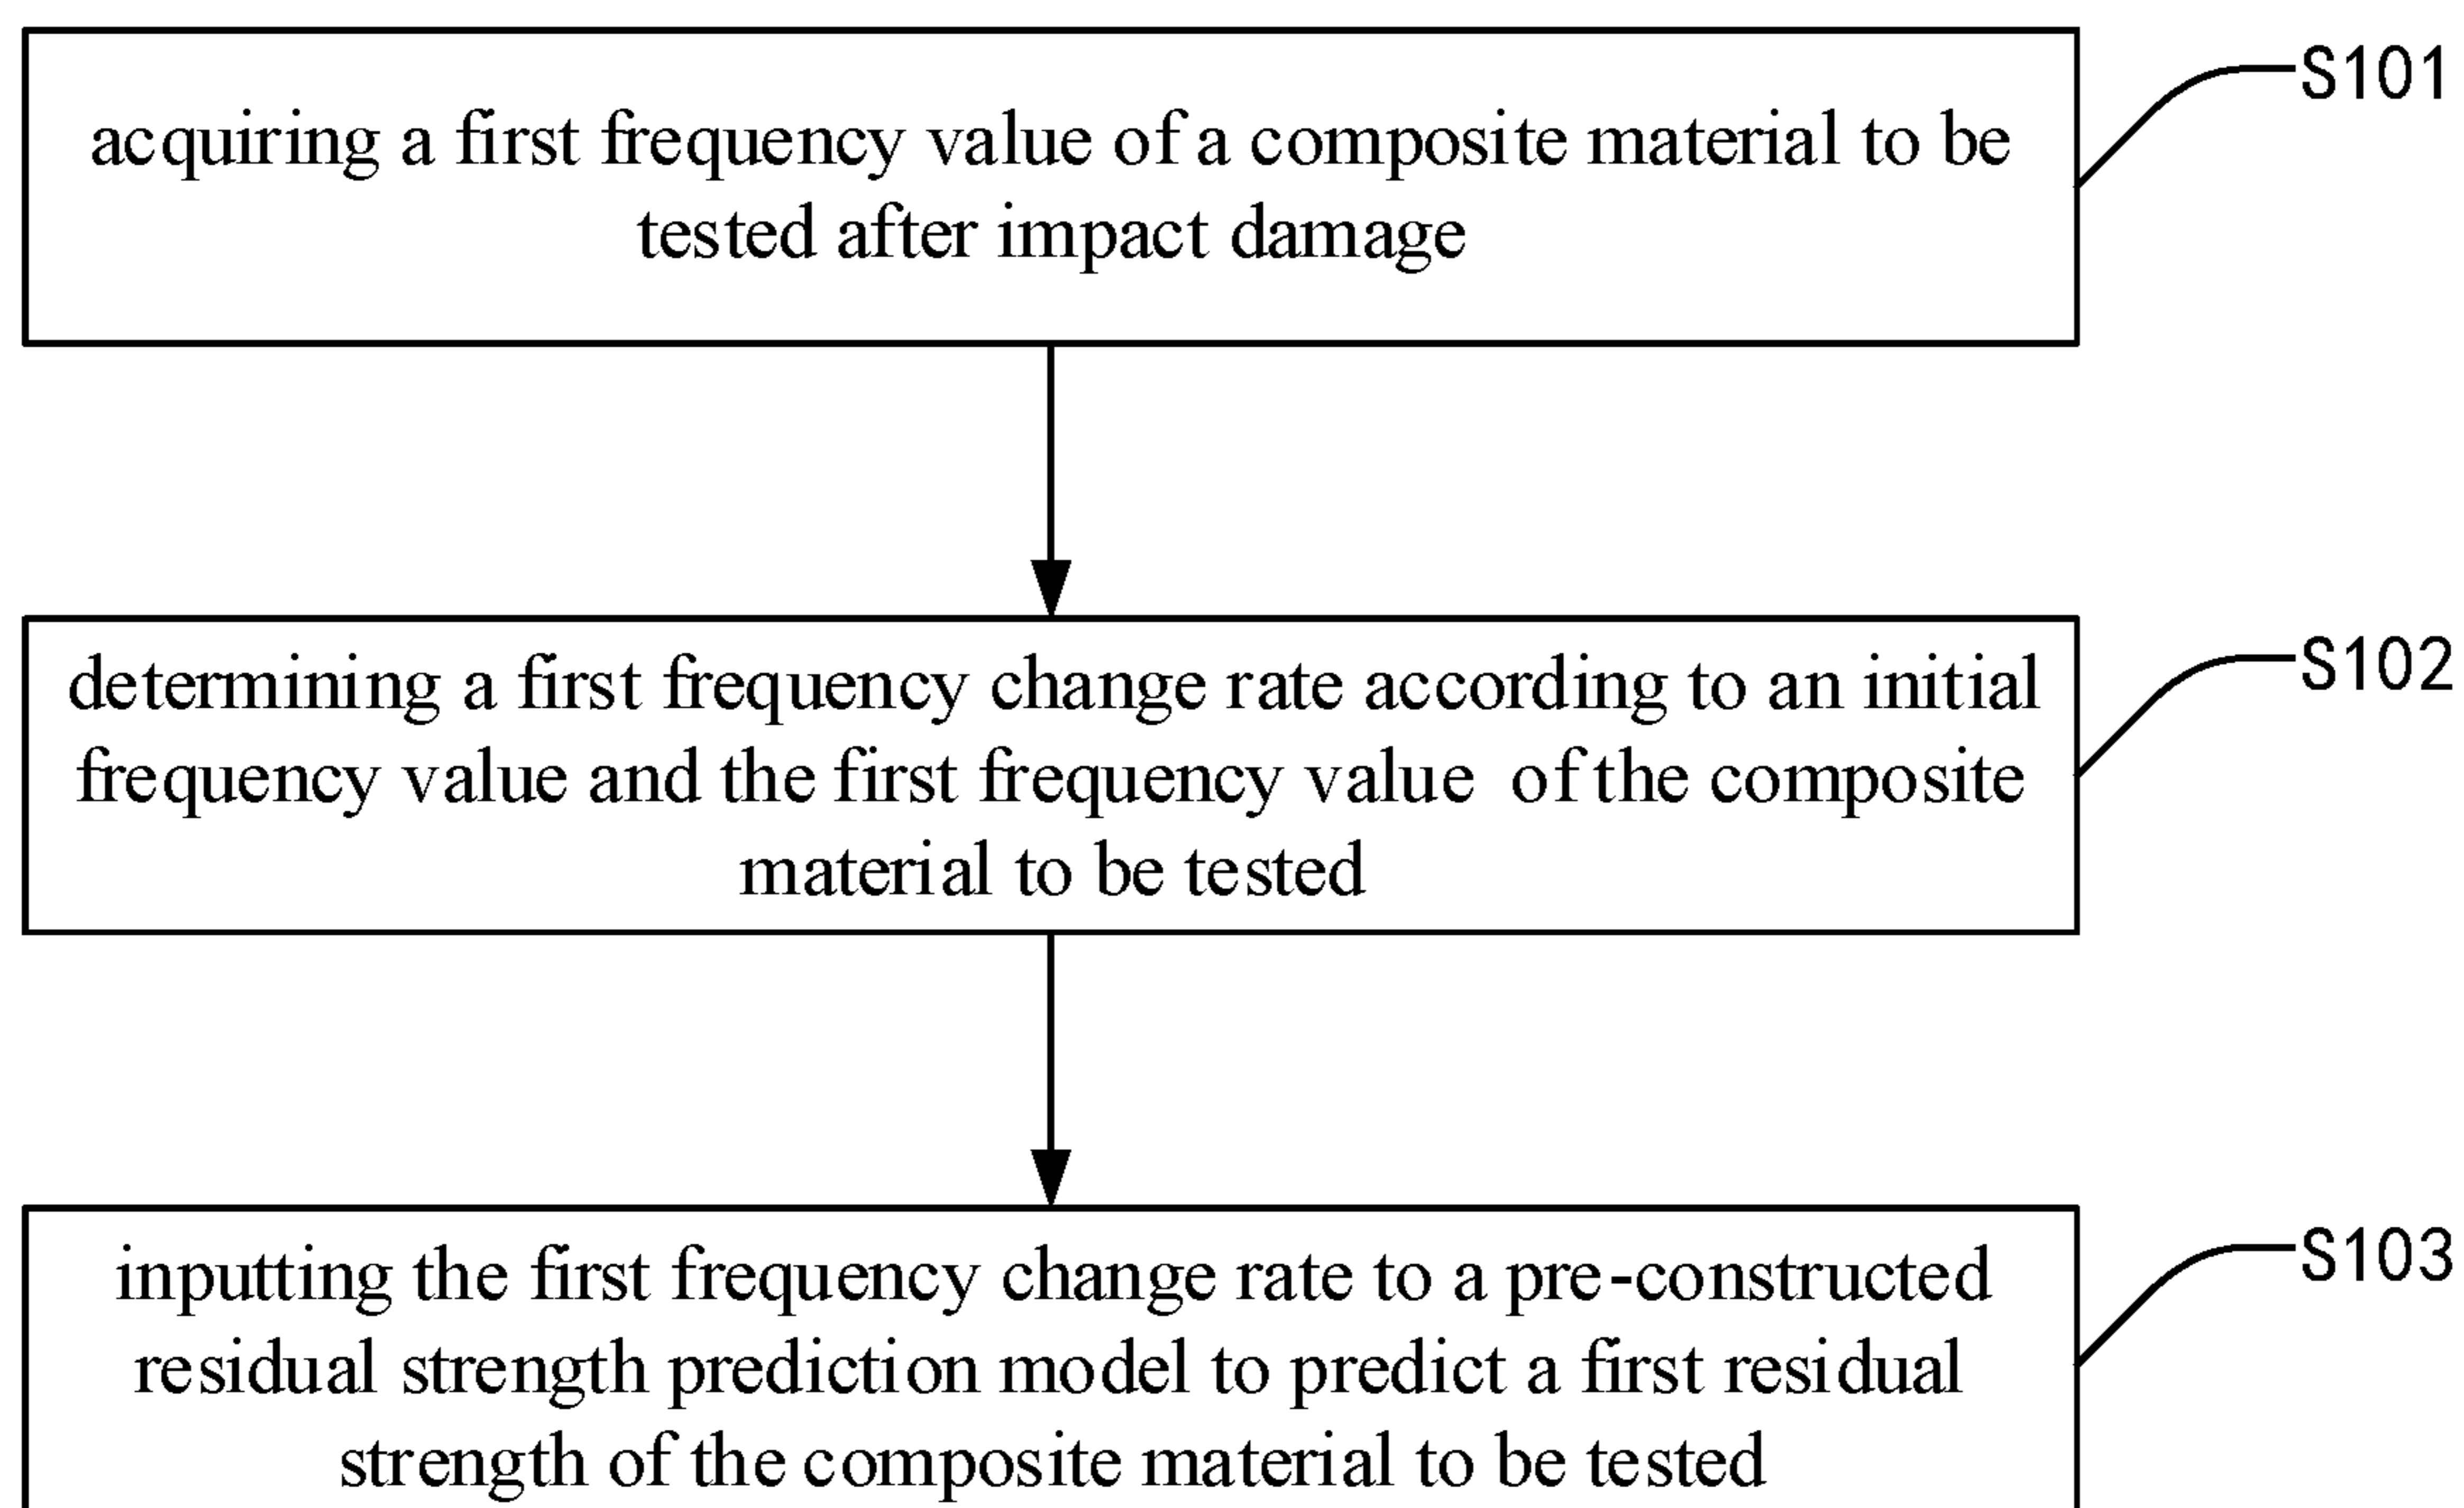 acquiring a first frequency value of a composite material to be
tested after impact damage
S101
determining a first frequency change rate according to an initial
frequency value and the first frequency value of the composite
material to be tested
S102
inputting the first frequency change rate to a pre-constructed
residual strength prediction model to predict a first residual
strength of the composite material to be tested
S103